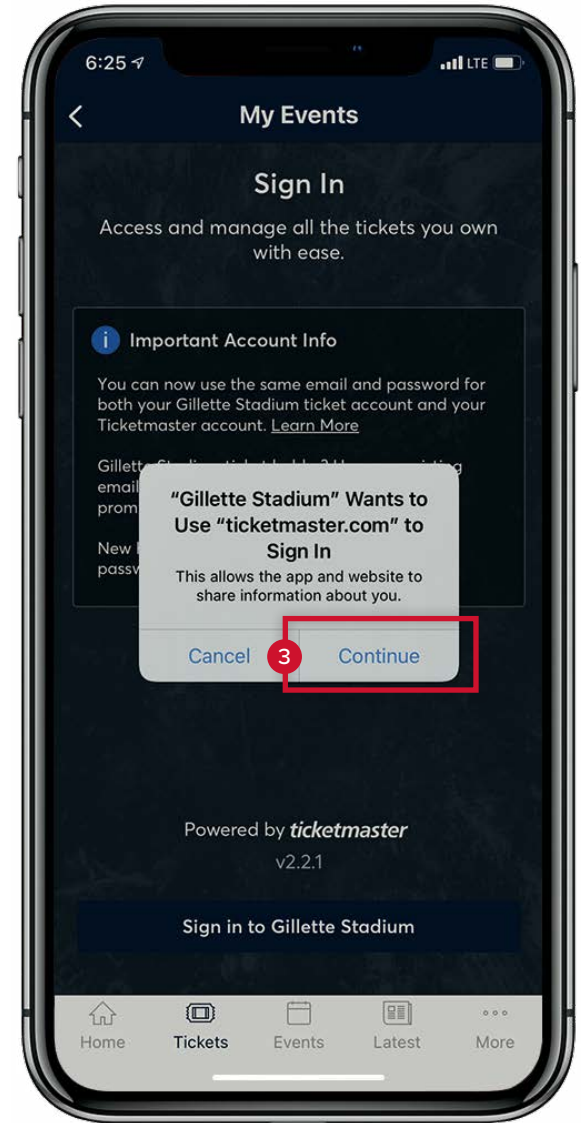 6:25
LTE
My Events
Sign In
Access and manage all the tickets you own
with ease.
i Important Account Info
You can now use the same email and password for
both your Gillette Stadium ticket account and your
Ticketmaster account. Learn More
email
New
"Gillette Stadium" Wants to
Use "ticketmaster.com" to
Sign In
This allows the app and website to
share information about you.
Cancel 3 Continue
Powered by ticketmaster
v2.2.1
Sign in to Gillette Stadium
Home Tickets Events Latest More